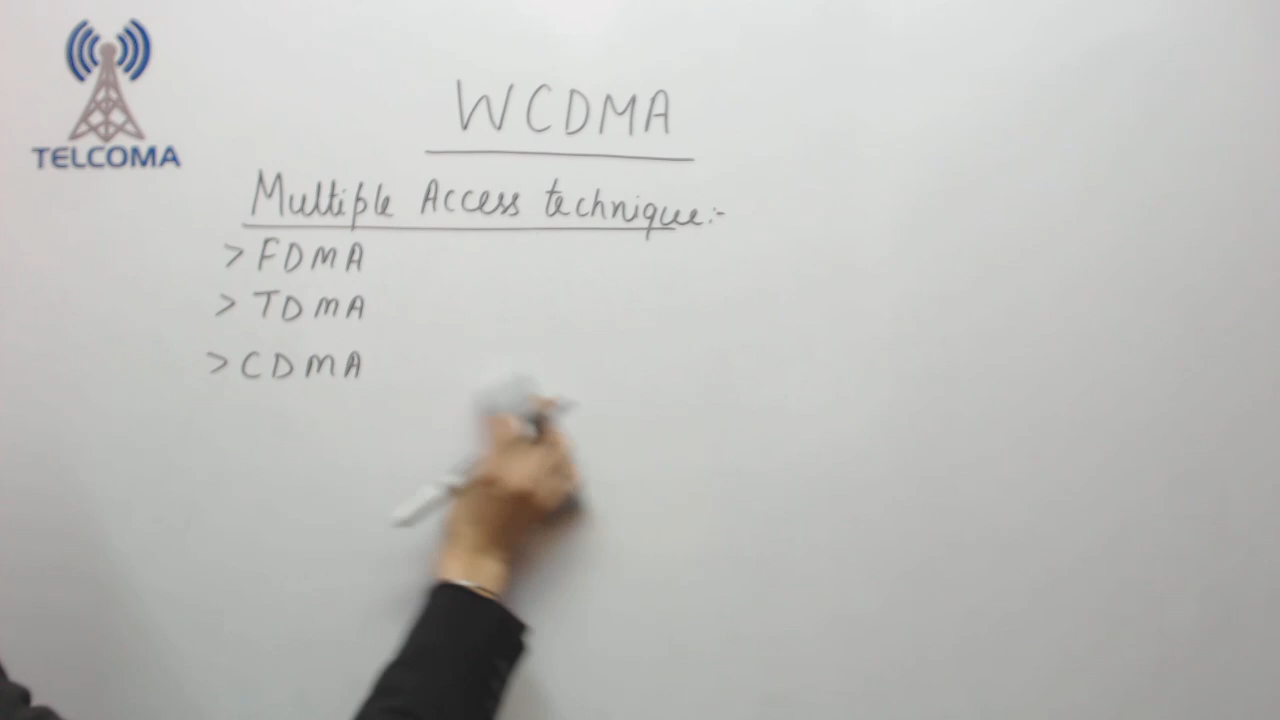 TELCOMA
WCDMA
Multiple Access technique:-
> FDMA
> TDMA
> CDMA